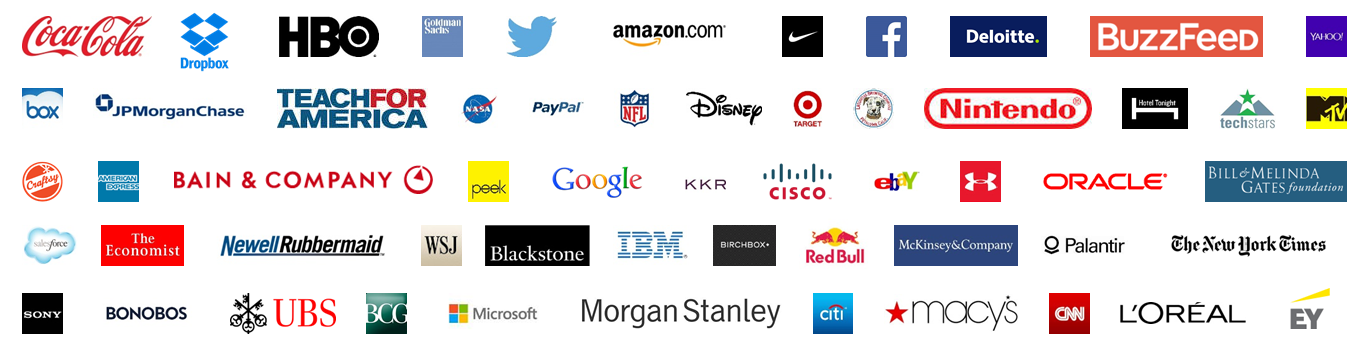 Coca-Cola
Dropbox
HBO
Goldman
Sachs
amazon.com
Deloitte.
BuzzFeed
YAHOO!
box
JPMorganChase
TEACHFOR
AMERICA
NASA
PayPal
NFL
Disney
TARGET
Nintendo
Hotel Tonight
techstars
MTV
Craftsy
AMERICAN
EXPRESS
BAIN & COMPANY
peek
Google
KKR
CISCO
ebaY
ORACLE
BILL & MELINDA
GATES foundation
salesforce
The
Economist
NewellRubbermaid
WSJ
Blackstone
IBM
BIRCHBOX
Red Bull
McKinsey&Company
Palantir
The New York Times
SONY
BONOBOS
UBS
BCG
Microsoft
Morgan Stanley
citi
macy's
CNN
L'ORÉAL
EY